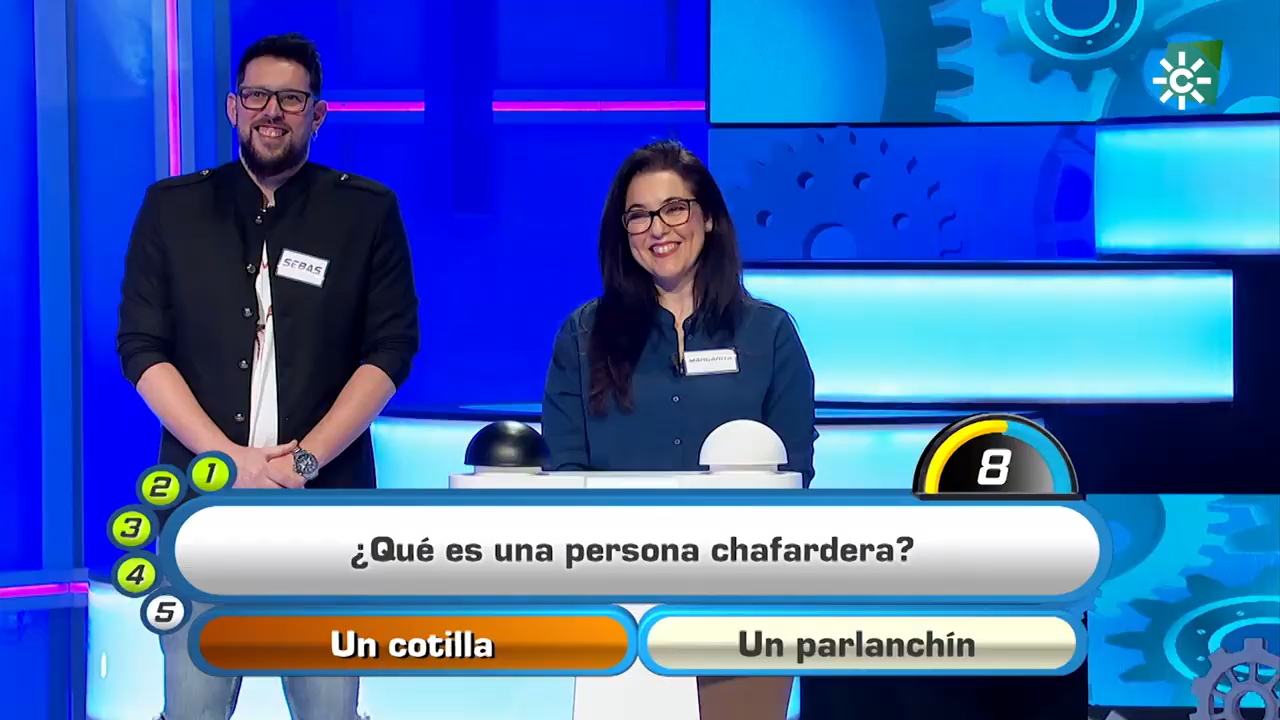 SEBAS
MARGARITA
8
1
2
3
4
5
¿Qué es una persona chafardera?
Un cotilla
Un parlanchín